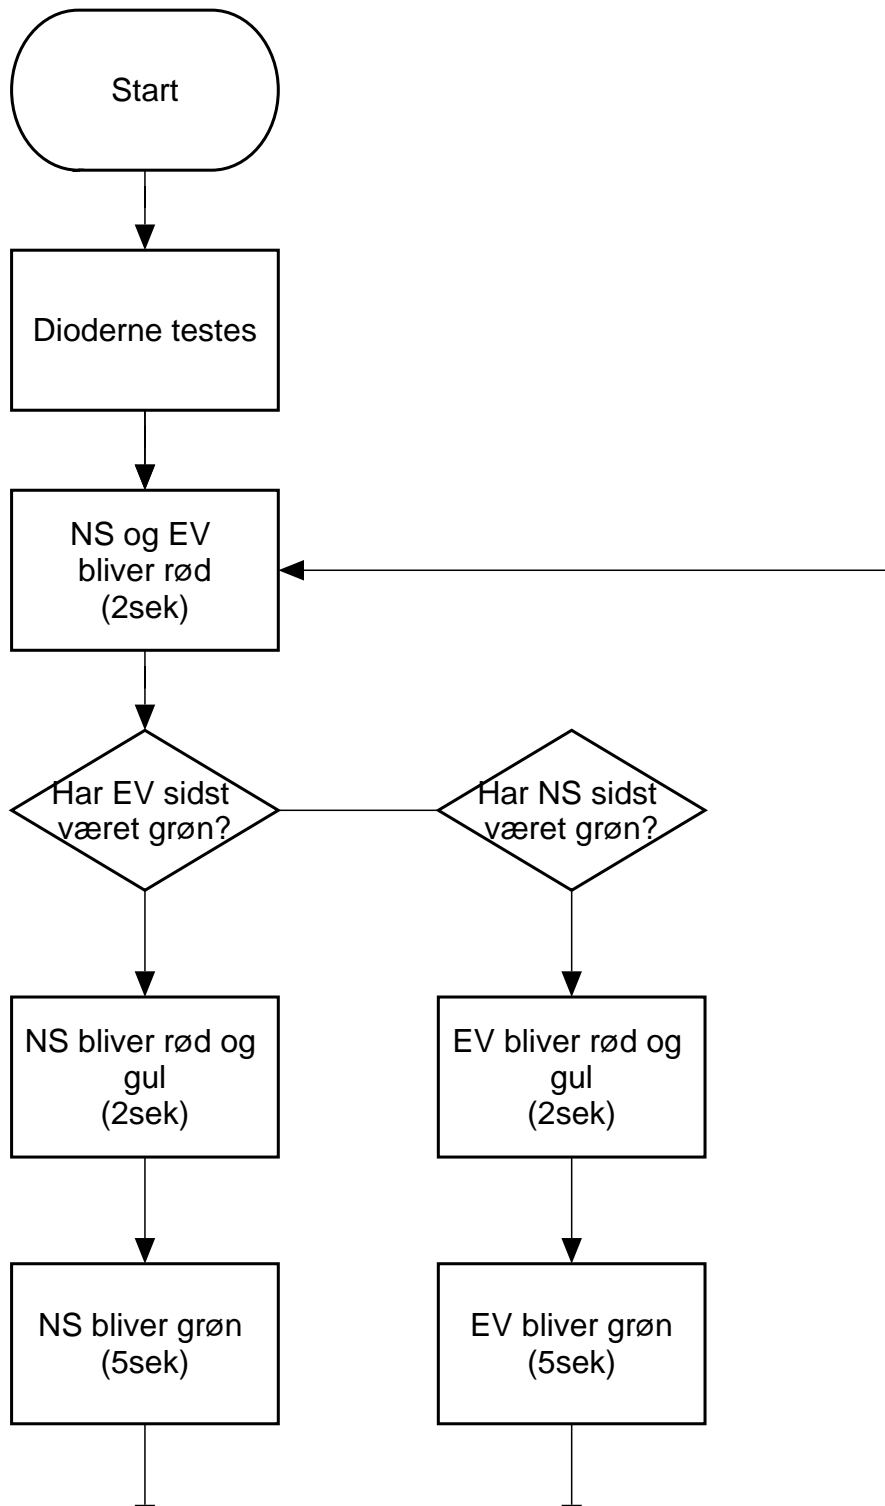 Start
Dioderne testes
NS og EV
bliver rød
(2sek)
Har EV sidst
været grøn?
Har NS sidst
været grøn?
NS bliver rød og
gul
(2sek)
EV bliver rød og
gul
(2sek)
NS bliver grøn
(5sek)
EV bliver grøn
(5sek)